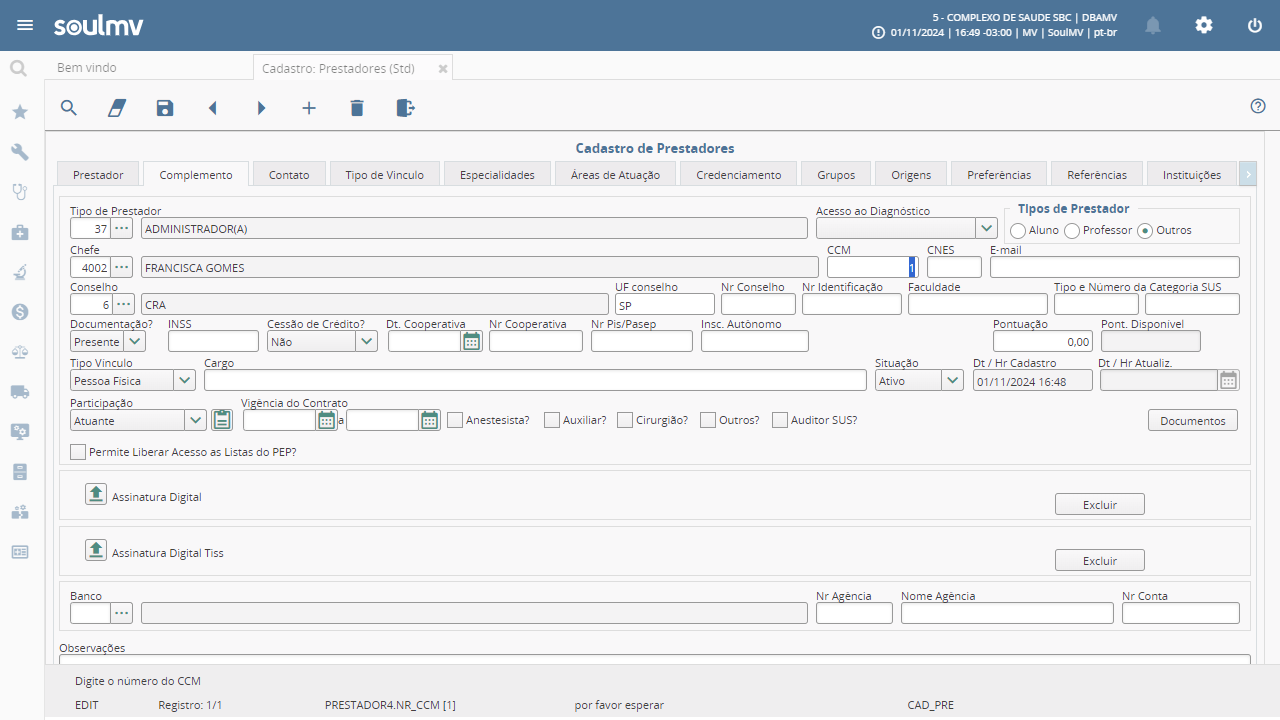 soulmv
5 - COMPLEXO DE SAUDE SBC | DBAMV
01/11/2024 | 16:49 -03:00 | MV | SoulMV | pt-br
Bem vindo
Cadastro: Prestadores (Std)
Cadastro de Prestadores
Prestador Complemento Contato Tipo de Vinculo Especialidades Áreas de Atuação Credenciamento Grupos Origens Preferências Referências Instituições
Tipo de Prestador Acesso ao Diagnóstico Tipos de Prestador
37 ADMINISTRADOR(A) Aluno Professor Outros
Chefe CCM CNES E-mail
4002 FRANCISCA GOMES 1
Conselho UF conselho Nr Conselho Nr Identificação Faculdade Tipo e Número da Categoria SUS
6 CRA SP
Documentação? INSS Cessão de Crédito? Dt. Cooperativa Nr Cooperativa Nr Pis/Pasep Insc. Autônomo Pontuação Pont. Disponível
Presente Não 0,00
Tipo Vínculo Cargo Situação Dt / Hr Cadastro Dt / Hr Atualiz.
Pessoa Física Ativo 01/11/2024 16:48
Participação Vigência do Contrato
Atuante a Anestesista? Auxiliar? Cirurgião? Outros? Auditor SUS? Documentos
Permite Liberar Acesso as Listas do PEP?
Assinatura Digital Excluir
Assinatura Digital Tiss Excluir
Banco Nr Agência Nome Agência Nr Conta
Observações
Digite o número do CCM
EDIT Registro: 1/1 PRESTADOR4.NR_CCM [1] por favor esperar CAD_PRE